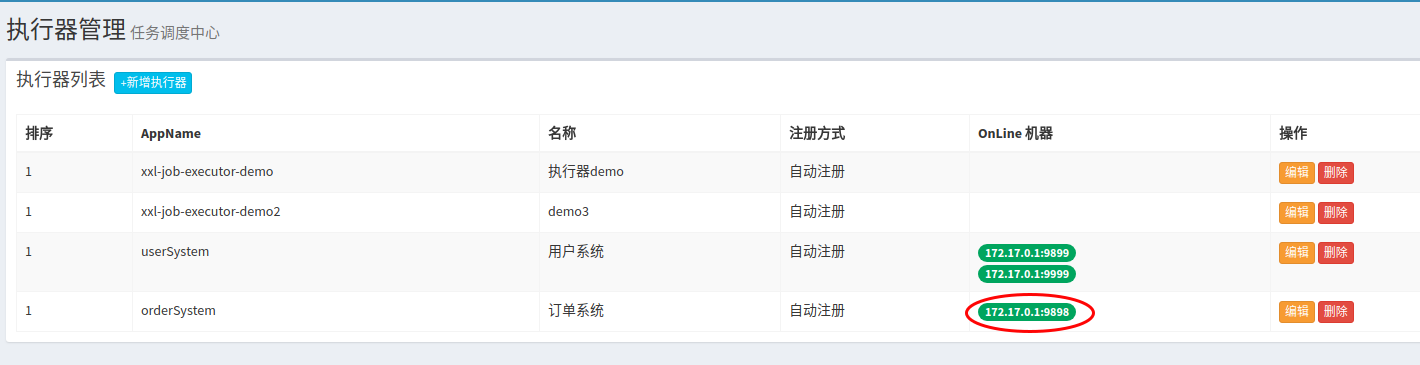 执行器管理 任务调度中心
执行器列表 +新增执行器
排序 AppName 名称 注册方式 OnLine 机器 操作
1 xxl-job-executor-demo 执行器demo 自动注册 编辑 删除
1 xxl-job-executor-demo2 demo3 自动注册 编辑 删除
1 userSystem 用户系统 自动注册 172.17.0.1:9899 编辑 删除
172.17.0.1:9999
1 orderSystem 订单系统 自动注册 172.17.0.1:9898 编辑 删除